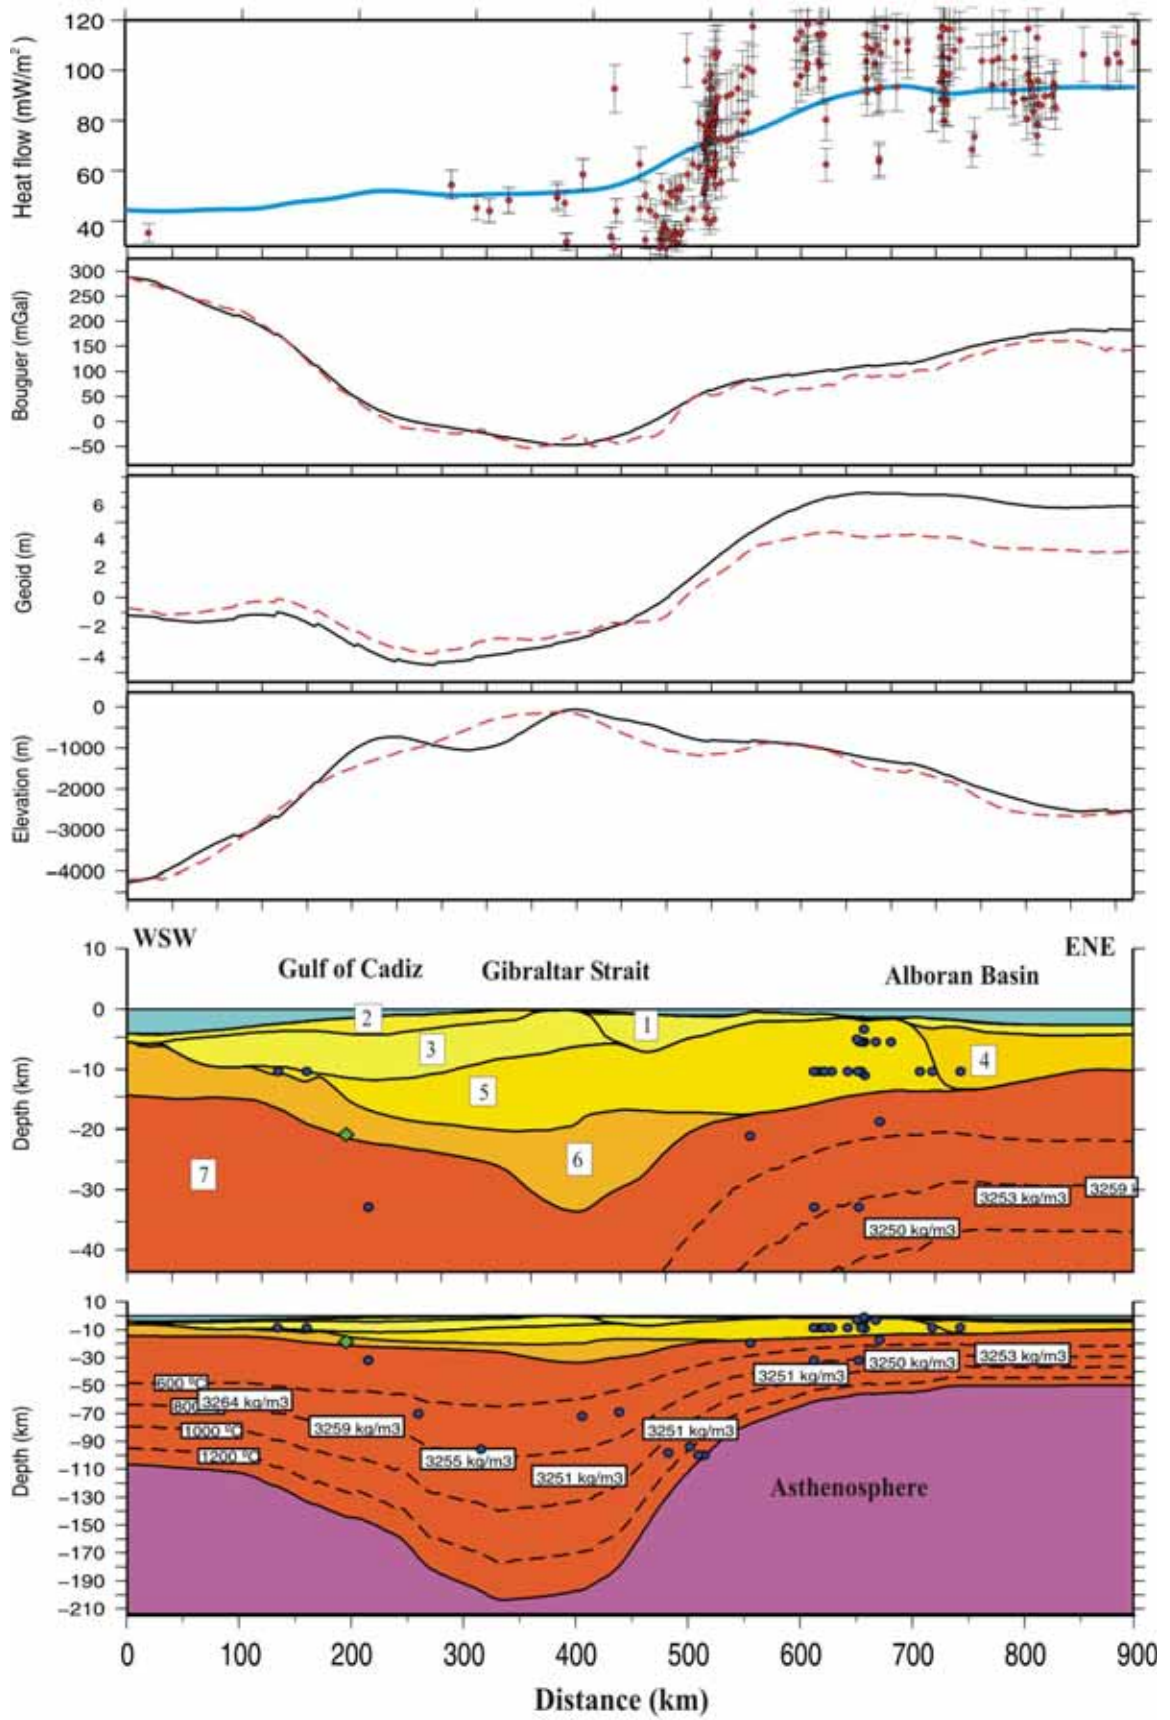 Heat flow (mW/m²)
120
100
80
60
40
Bouguer (mGal)
300
250
200
150
100
50
0
−50
Geoid (m)
6
4
2
0
−2
−4
Elevation (m)
0
−1000
−2000
−3000
−4000
WSW
ENE
Gulf of Cadiz
Gibraltar Strait
Alboran Basin
Depth (km)
10
0
−10
−20
−30
−40
2
1
3
4
5
6
7
3259
3253 kg/m3
3250 kg/m3
Depth (km)
10
−10
−30
−50
−70
−90
−110
−130
−150
−170
−190
−210
600 ºC
800
3264 kg/m3
1000 ºC
1200 ºC
3259 kg/m3
3255 kg/m3
3251 kg/m3
3251 kg/m3
3251 kg/m3
3250 kg/m3
3253 kg/m3
Asthenosphere
0 100 200 300 400 500 600 700 800 900
Distance (km)